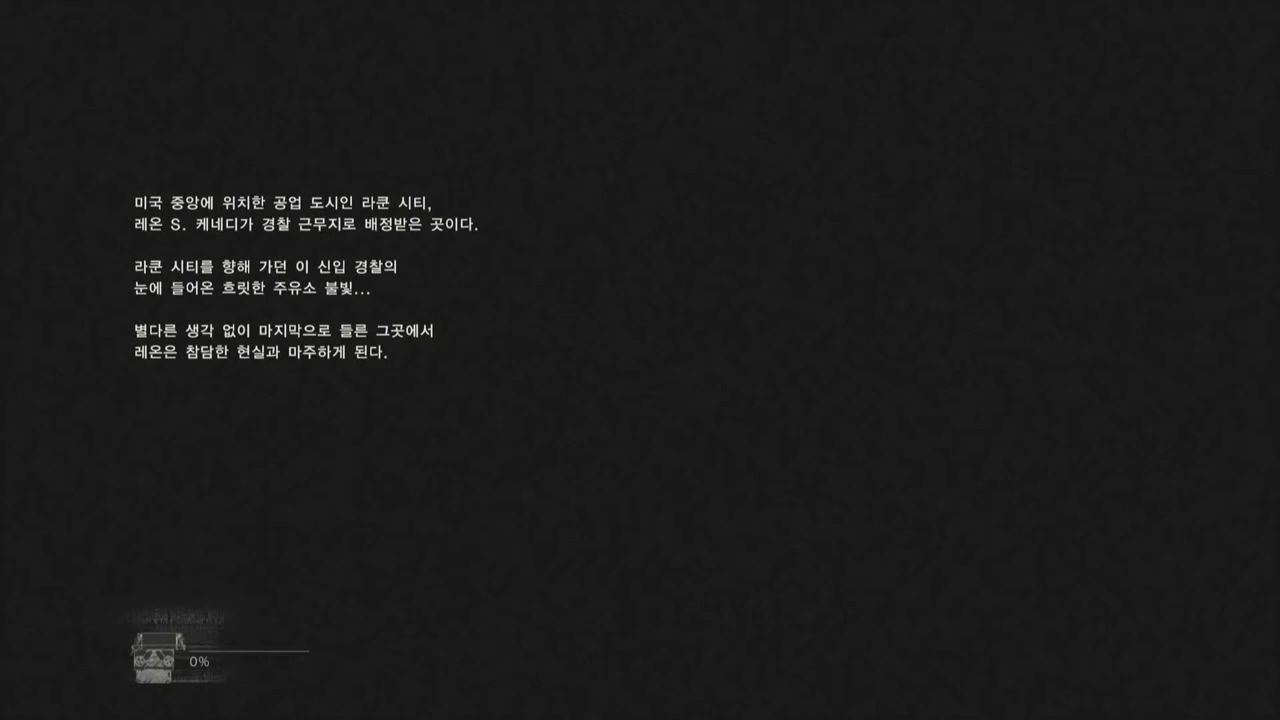 미국 중앙에 위치한 공업 도시인 라쿤 시티,
레온 S. 케네디가 경찰 근무지로 배정받은 곳이다.
라쿤 시티를 향해 가던 이 신입 경찰의
눈에 들어온 흐릿한 주유소 불빛...
별다른 생각 없이 마지막으로 들른 그곳에서
레온은 참담한 현실과 마주하게 된다.
0%